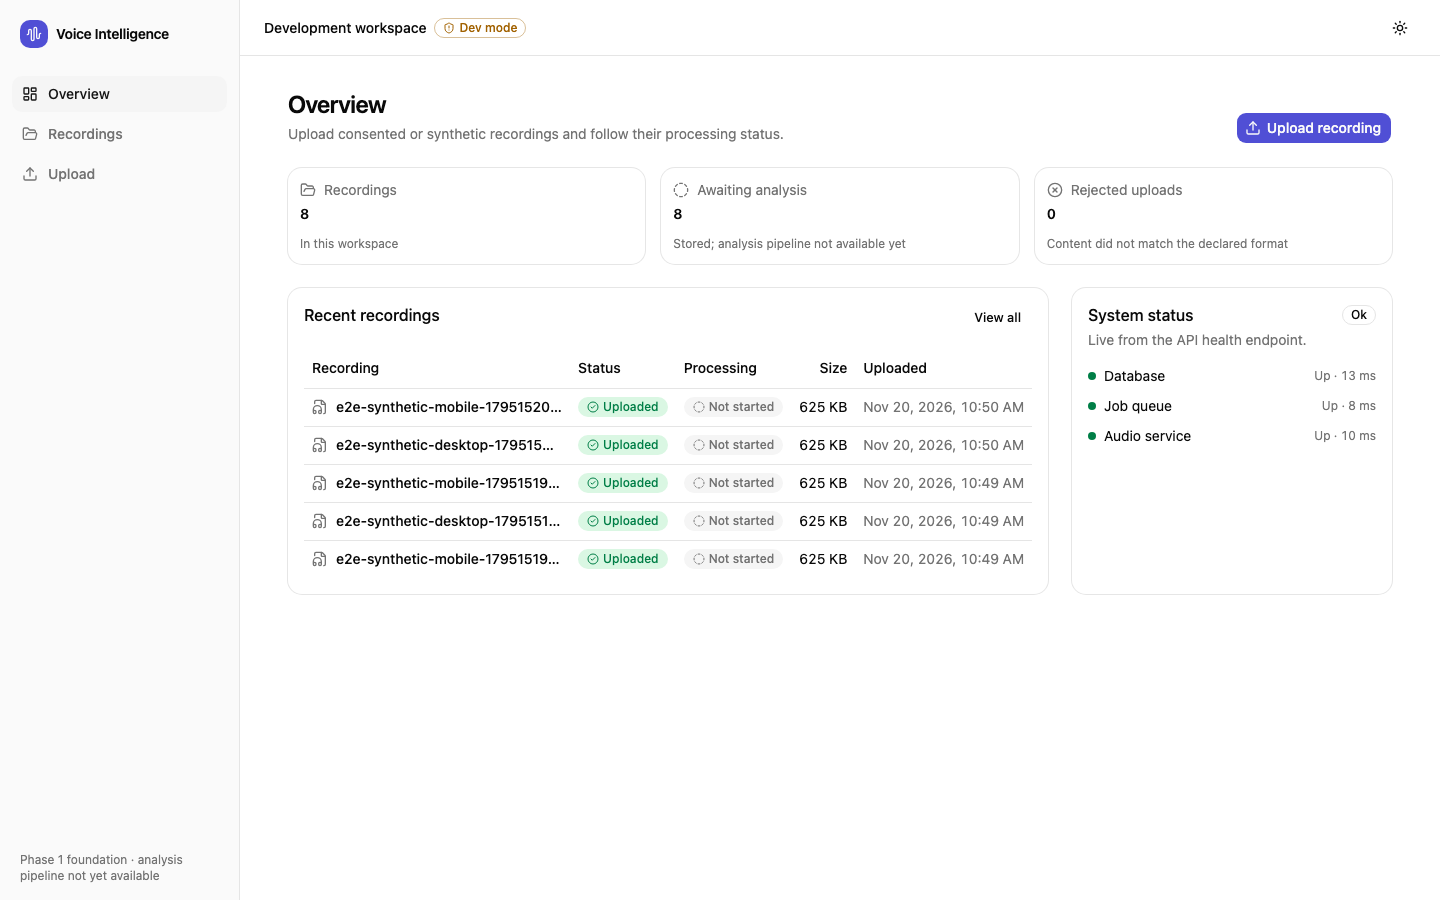 Voice Intelligence
Overview
Recordings
Upload
Phase 1 foundation · analysis
pipeline not yet available
Development workspace
Dev mode
Overview
Upload consented or synthetic recordings and follow their processing status.
Upload recording
Recordings
8
In this workspace
Awaiting analysis
8
Stored; analysis pipeline not available yet
Rejected uploads
0
Content did not match the declared format
Recent recordings
View all
Recording Status Processing Size Uploaded
e2e-synthetic-mobile-17951520... Uploaded Not started 625 KB Nov 20, 2026, 10:50 AM
e2e-synthetic-desktop-179515... Uploaded Not started 625 KB Nov 20, 2026, 10:50 AM
e2e-synthetic-mobile-17951519... Uploaded Not started 625 KB Nov 20, 2026, 10:49 AM
e2e-synthetic-desktop-1795151... Uploaded Not started 625 KB Nov 20, 2026, 10:49 AM
e2e-synthetic-mobile-17951519... Uploaded Not started 625 KB Nov 20, 2026, 10:49 AM
System status
Ok
Live from the API health endpoint.
Database Up · 13 ms
Job queue Up · 8 ms
Audio service Up · 10 ms